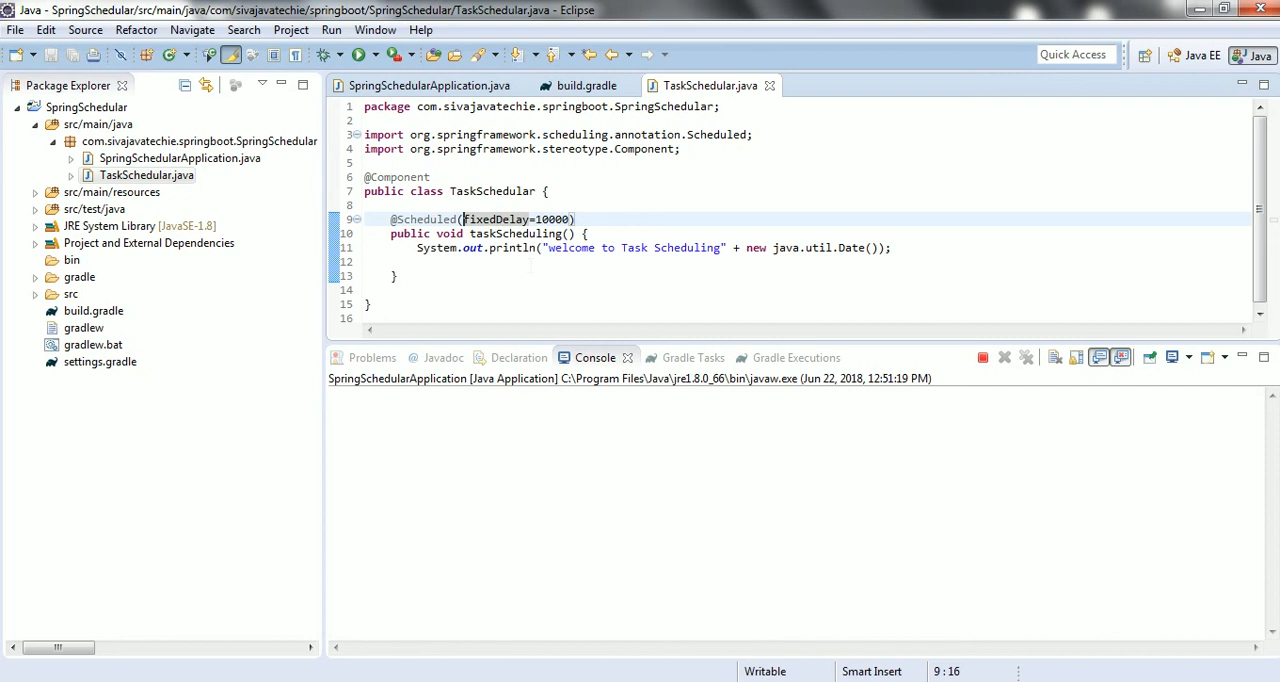 Java - SpringSchedular/src/main/java/com/sivajavatechie/springboot/SpringSchedular/TaskSchedular.java - Eclipse
File Edit Source Refactor Navigate Search Project Run Window Help
Quick Access Java EE Java
Package Explorer
SpringSchedular
src/main/java
com.sivajavatechie.springboot.SpringSchedular
SpringSchedularApplication.java
TaskSchedular.java
src/main/resources
src/test/java
JRE System Library [JavaSE-1.8]
Project and External Dependencies
bin
gradle
src
build.gradle
gradlew
gradlew.bat
settings.gradle
SpringSchedularApplication.java build.gradle TaskSchedular.java
1 package com.sivajavatechie.springboot.SpringSchedular;
2
3 import org.springframework.scheduling.annotation.Scheduled;
4 import org.springframework.stereotype.Component;
5
6 @Component
7 public class TaskSchedular {
8
9 @Scheduled(fixedDelay=10000)
10 public void taskScheduling() {
11 System.out.println("welcome to Task Scheduling" + new java.util.Date());
12
13 }
14
15 }
16
Problems @ Javadoc Declaration Console Gradle Tasks Gradle Executions
SpringSchedularApplication [Java Application] C:\Program Files\Java\jre1.8.0_66\bin\javaw.exe (Jun 22, 2018, 12:51:19 PM)
Writable Smart Insert 9 : 16